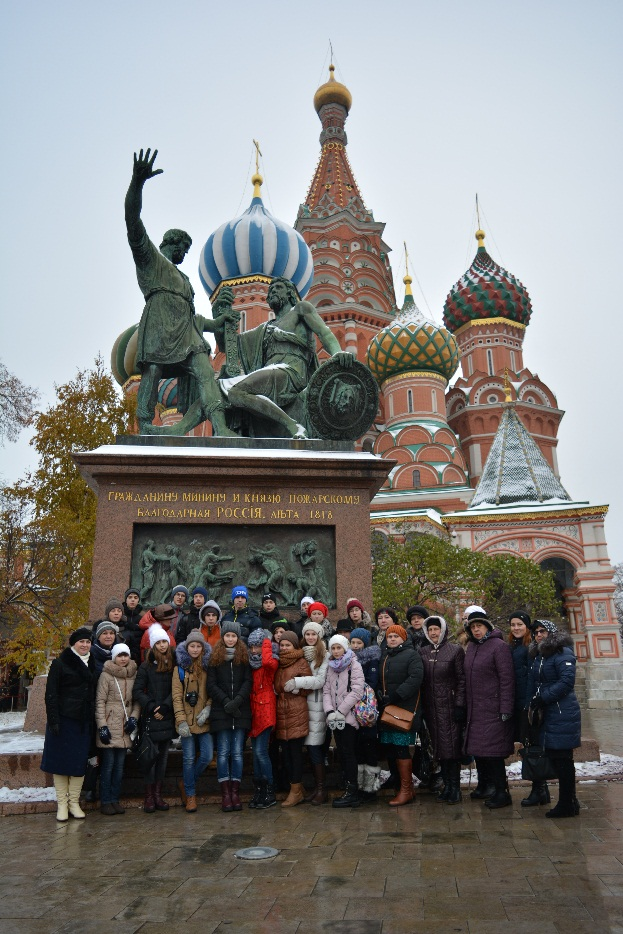 ГРАЖДАНИНУ МИНИНУ И КНЯЗЮ ПОЖАРСКОМУ
БЛАГОДАРНАЯ РОССІЯ. ЛѢТА 1818